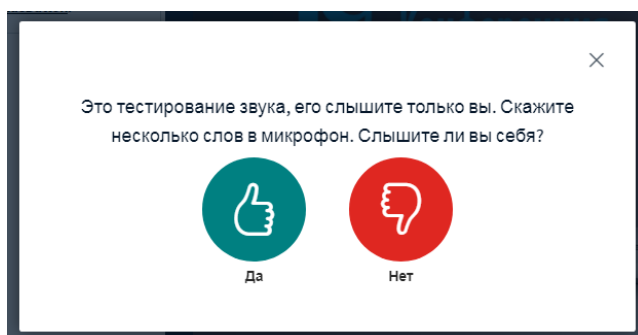 Это тестирование звука, его слышите только вы. Скажите
несколько слов в микрофон. Слышите ли вы себя?
Да
Нет